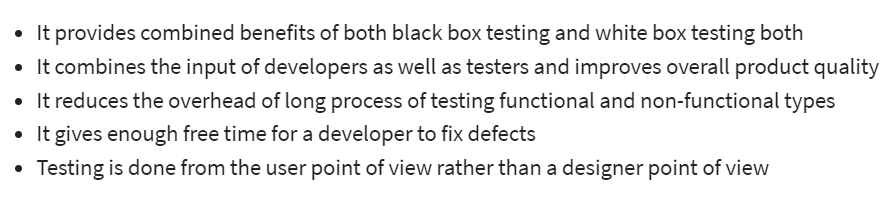 It provides combined benefits of both black box testing and white box testing both
It combines the input of developers as well as testers and improves overall product quality
It reduces the overhead of long process of testing functional and non-functional types
It gives enough free time for a developer to fix defects
Testing is done from the user point of view rather than a designer point of view